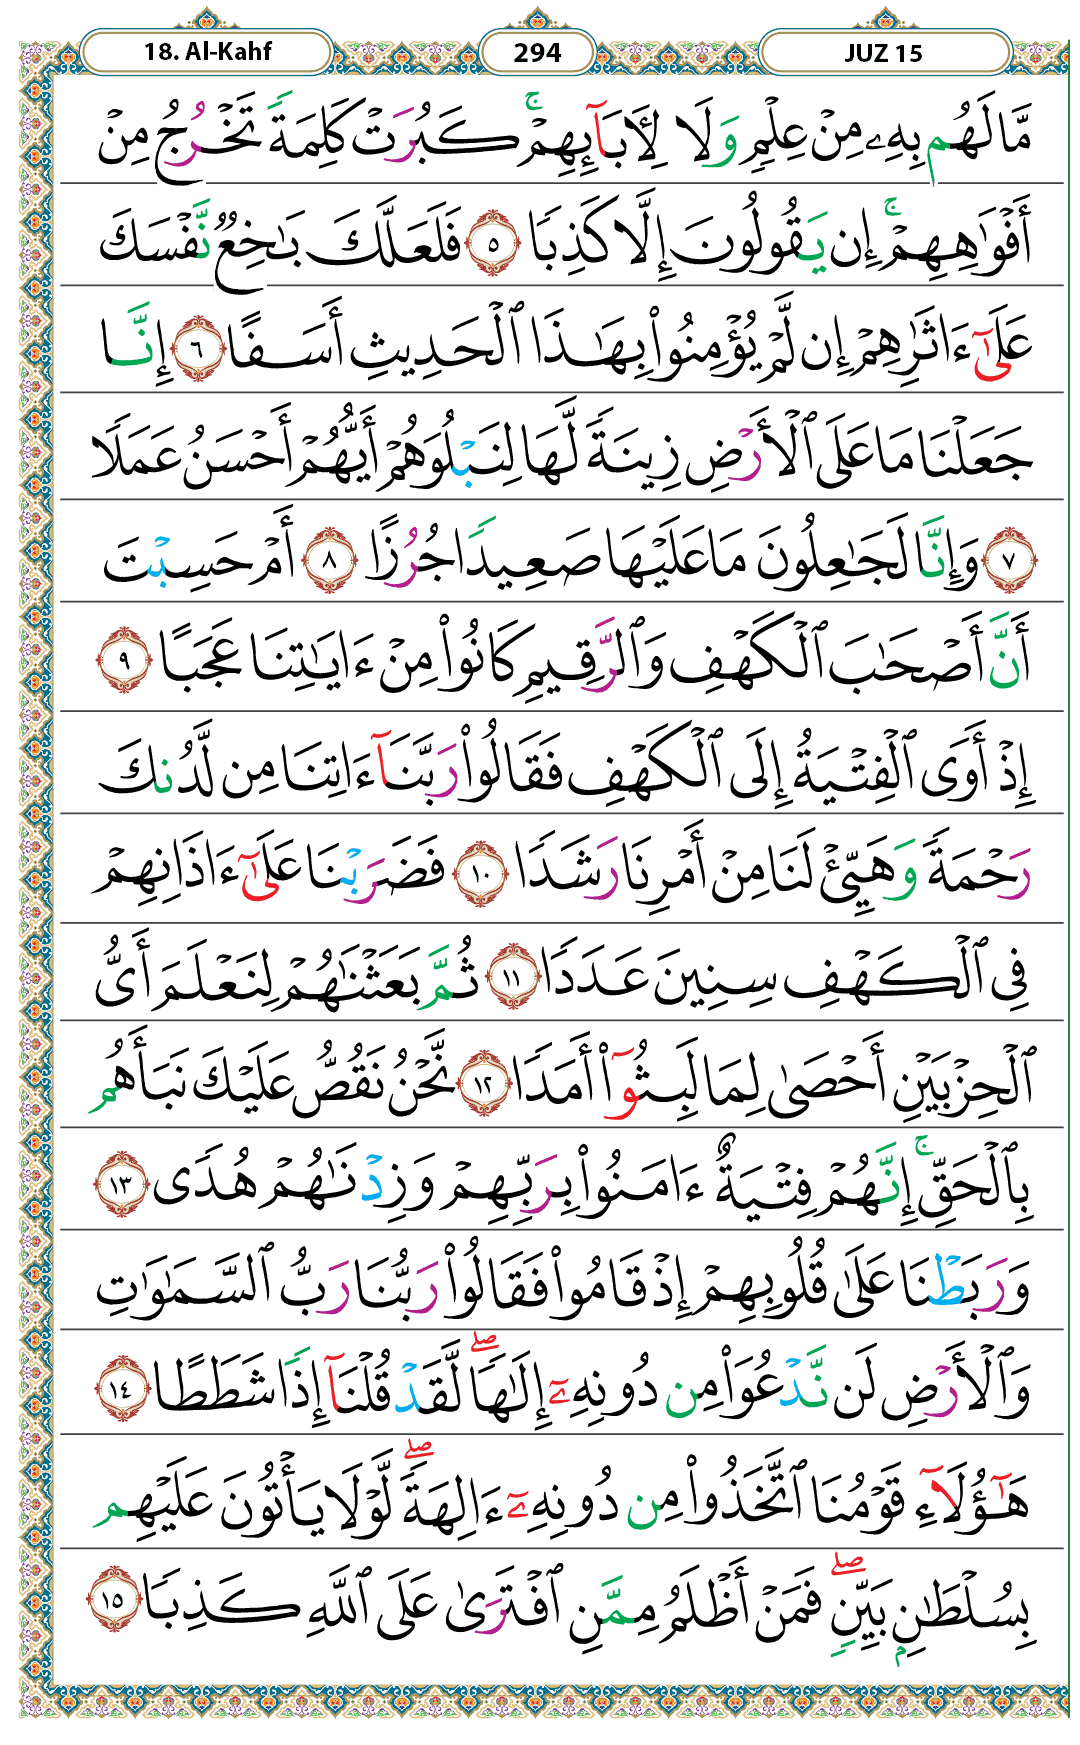 18. Al-Kahf 294 JUZ 15
مَّا لَهُم بِهِۦ مِنْ عِلْمٍ وَلَا لِـَٔابَآئِهِمْ ۚ كَبُرَتْ كَلِمَةً تَخْرُجُ مِنْ
أَفْوَٰهِهِمْ ۚ إِن يَقُولُونَ إِلَّا كَذِبًا ٥ فَلَعَلَّكَ بَـٰخِعٌ نَّفْسَكَ
عَلَىٰٓ ءَاثَـٰرِهِمْ إِن لَّمْ يُؤْمِنُوا۟ بِهَـٰذَا ٱلْحَدِيثِ أَسَفًا ٦ إِنَّا
جَعَلْنَا مَا عَلَى ٱلْأَرْضِ زِينَةً لَّهَا لِنَبْلُوَهُمْ أَيُّهُمْ أَحْسَنُ عَمَلًا
٧ وَإِنَّا لَجَـٰعِلُونَ مَا عَلَيْهَا صَعِيدًا جُرُزًا ٨ أَمْ حَسِبْتَ
أَنَّ أَصْحَـٰبَ ٱلْكَهْفِ وَٱلرَّقِيمِ كَانُوا۟ مِنْ ءَايَـٰتِنَا عَجَبًا ٩
إِذْ أَوَى ٱلْفِتْيَةُ إِلَى ٱلْكَهْفِ فَقَالُوا۟ رَبَّنَآ ءَاتِنَا مِن لَّدُنكَ
رَحْمَةً وَهَيِّئْ لَنَا مِنْ أَمْرِنَا رَشَدًا ١٠ فَضَرَبْنَا عَلَىٰٓ ءَاذَانِهِمْ
فِى ٱلْكَهْفِ سِنِينَ عَدَدًا ١١ ثُمَّ بَعَثْنَـٰهُمْ لِنَعْلَمَ أَىُّ
ٱلْحِزْبَيْنِ أَحْصَىٰ لِمَا لَبِثُوٓا۟ أَمَدًا ١٢ نَّحْنُ نَقُصُّ عَلَيْكَ نَبَأَهُم
بِٱلْحَقِّ ۚ إِنَّهُمْ فِتْيَةٌ ءَامَنُوا۟ بِرَبِّهِمْ وَزِدْنَـٰهُمْ هُدًى ١٣
وَرَبَطْنَا عَلَىٰ قُلُوبِهِمْ إِذْ قَامُوا۟ فَقَالُوا۟ رَبُّنَا رَبُّ ٱلسَّمَـٰوَٰتِ
وَٱلْأَرْضِ لَن نَّدْعُوَا۟ مِن دُونِهِۦٓ إِلَـٰهًا ۖ لَّقَدْ قُلْنَآ إِذًا شَطَطًا ١٤
هَـٰٓؤُلَآءِ قَوْمُنَا ٱتَّخَذُوا۟ مِن دُونِهِۦٓ ءَالِهَةً ۖ لَّوْلَا يَأْتُونَ عَلَيْهِم
بِسُلْطَـٰنٍۭ بَيِّنٍ ۖ فَمَنْ أَظْلَمُ مِمَّنِ ٱفْتَرَىٰ عَلَى ٱللَّهِ كَذِبًا ١٥